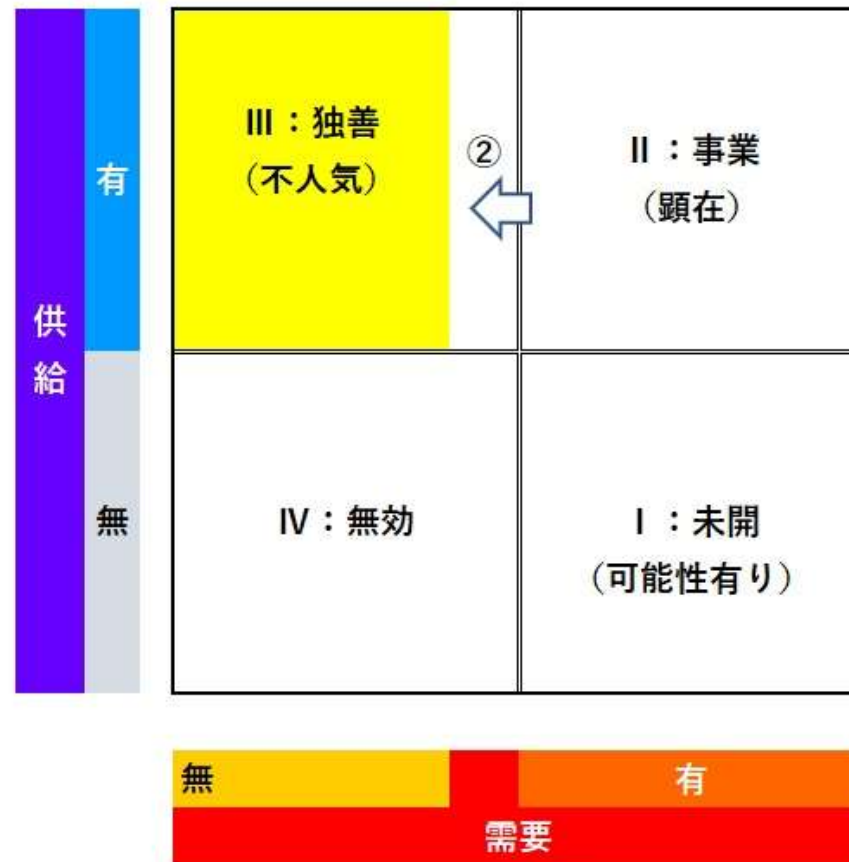 供給
有
無
III：独善
（不人気）
②
II：事業
（顕在）
IV：無効
I：未開
（可能性有り）
無
有
需要